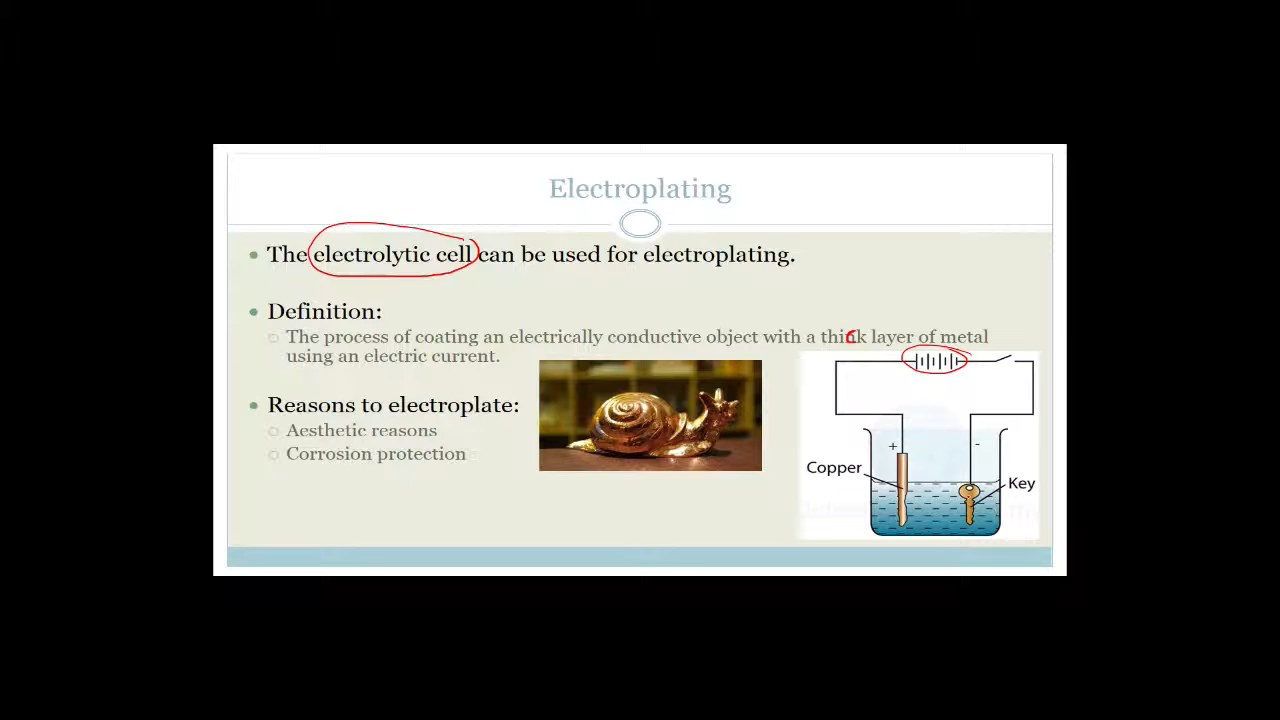 Electroplating
The electrolytic cell can be used for electroplating.
Definition:
The process of coating an electrically conductive object with a thick layer of metal
using an electric current.
Reasons to electroplate:
Aesthetic reasons
Corrosion protection
+
-
Copper
Key